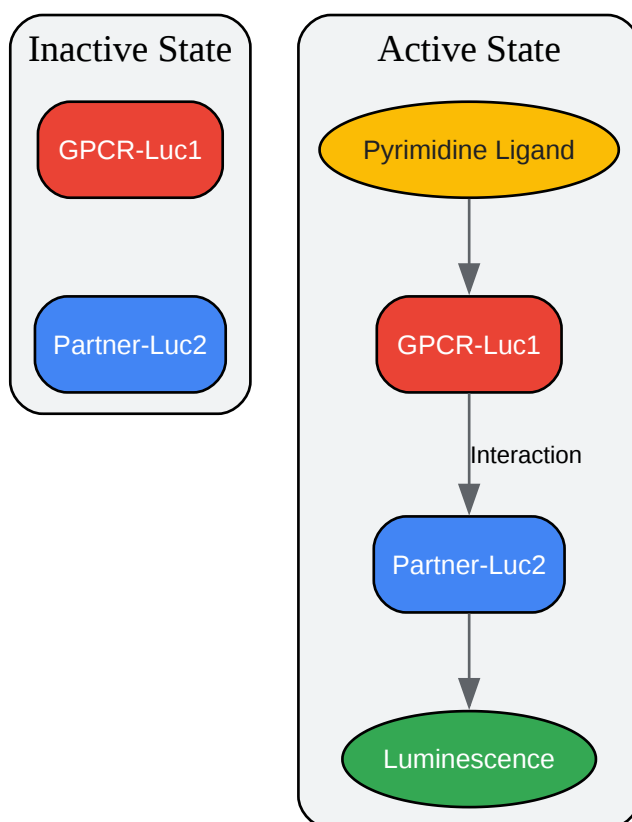 Inactive State
GPCR-Luc1
Partner-Luc2
Active State
Pyrimidine Ligand
GPCR-Luc1
Interaction
Partner-Luc2
Luminescence